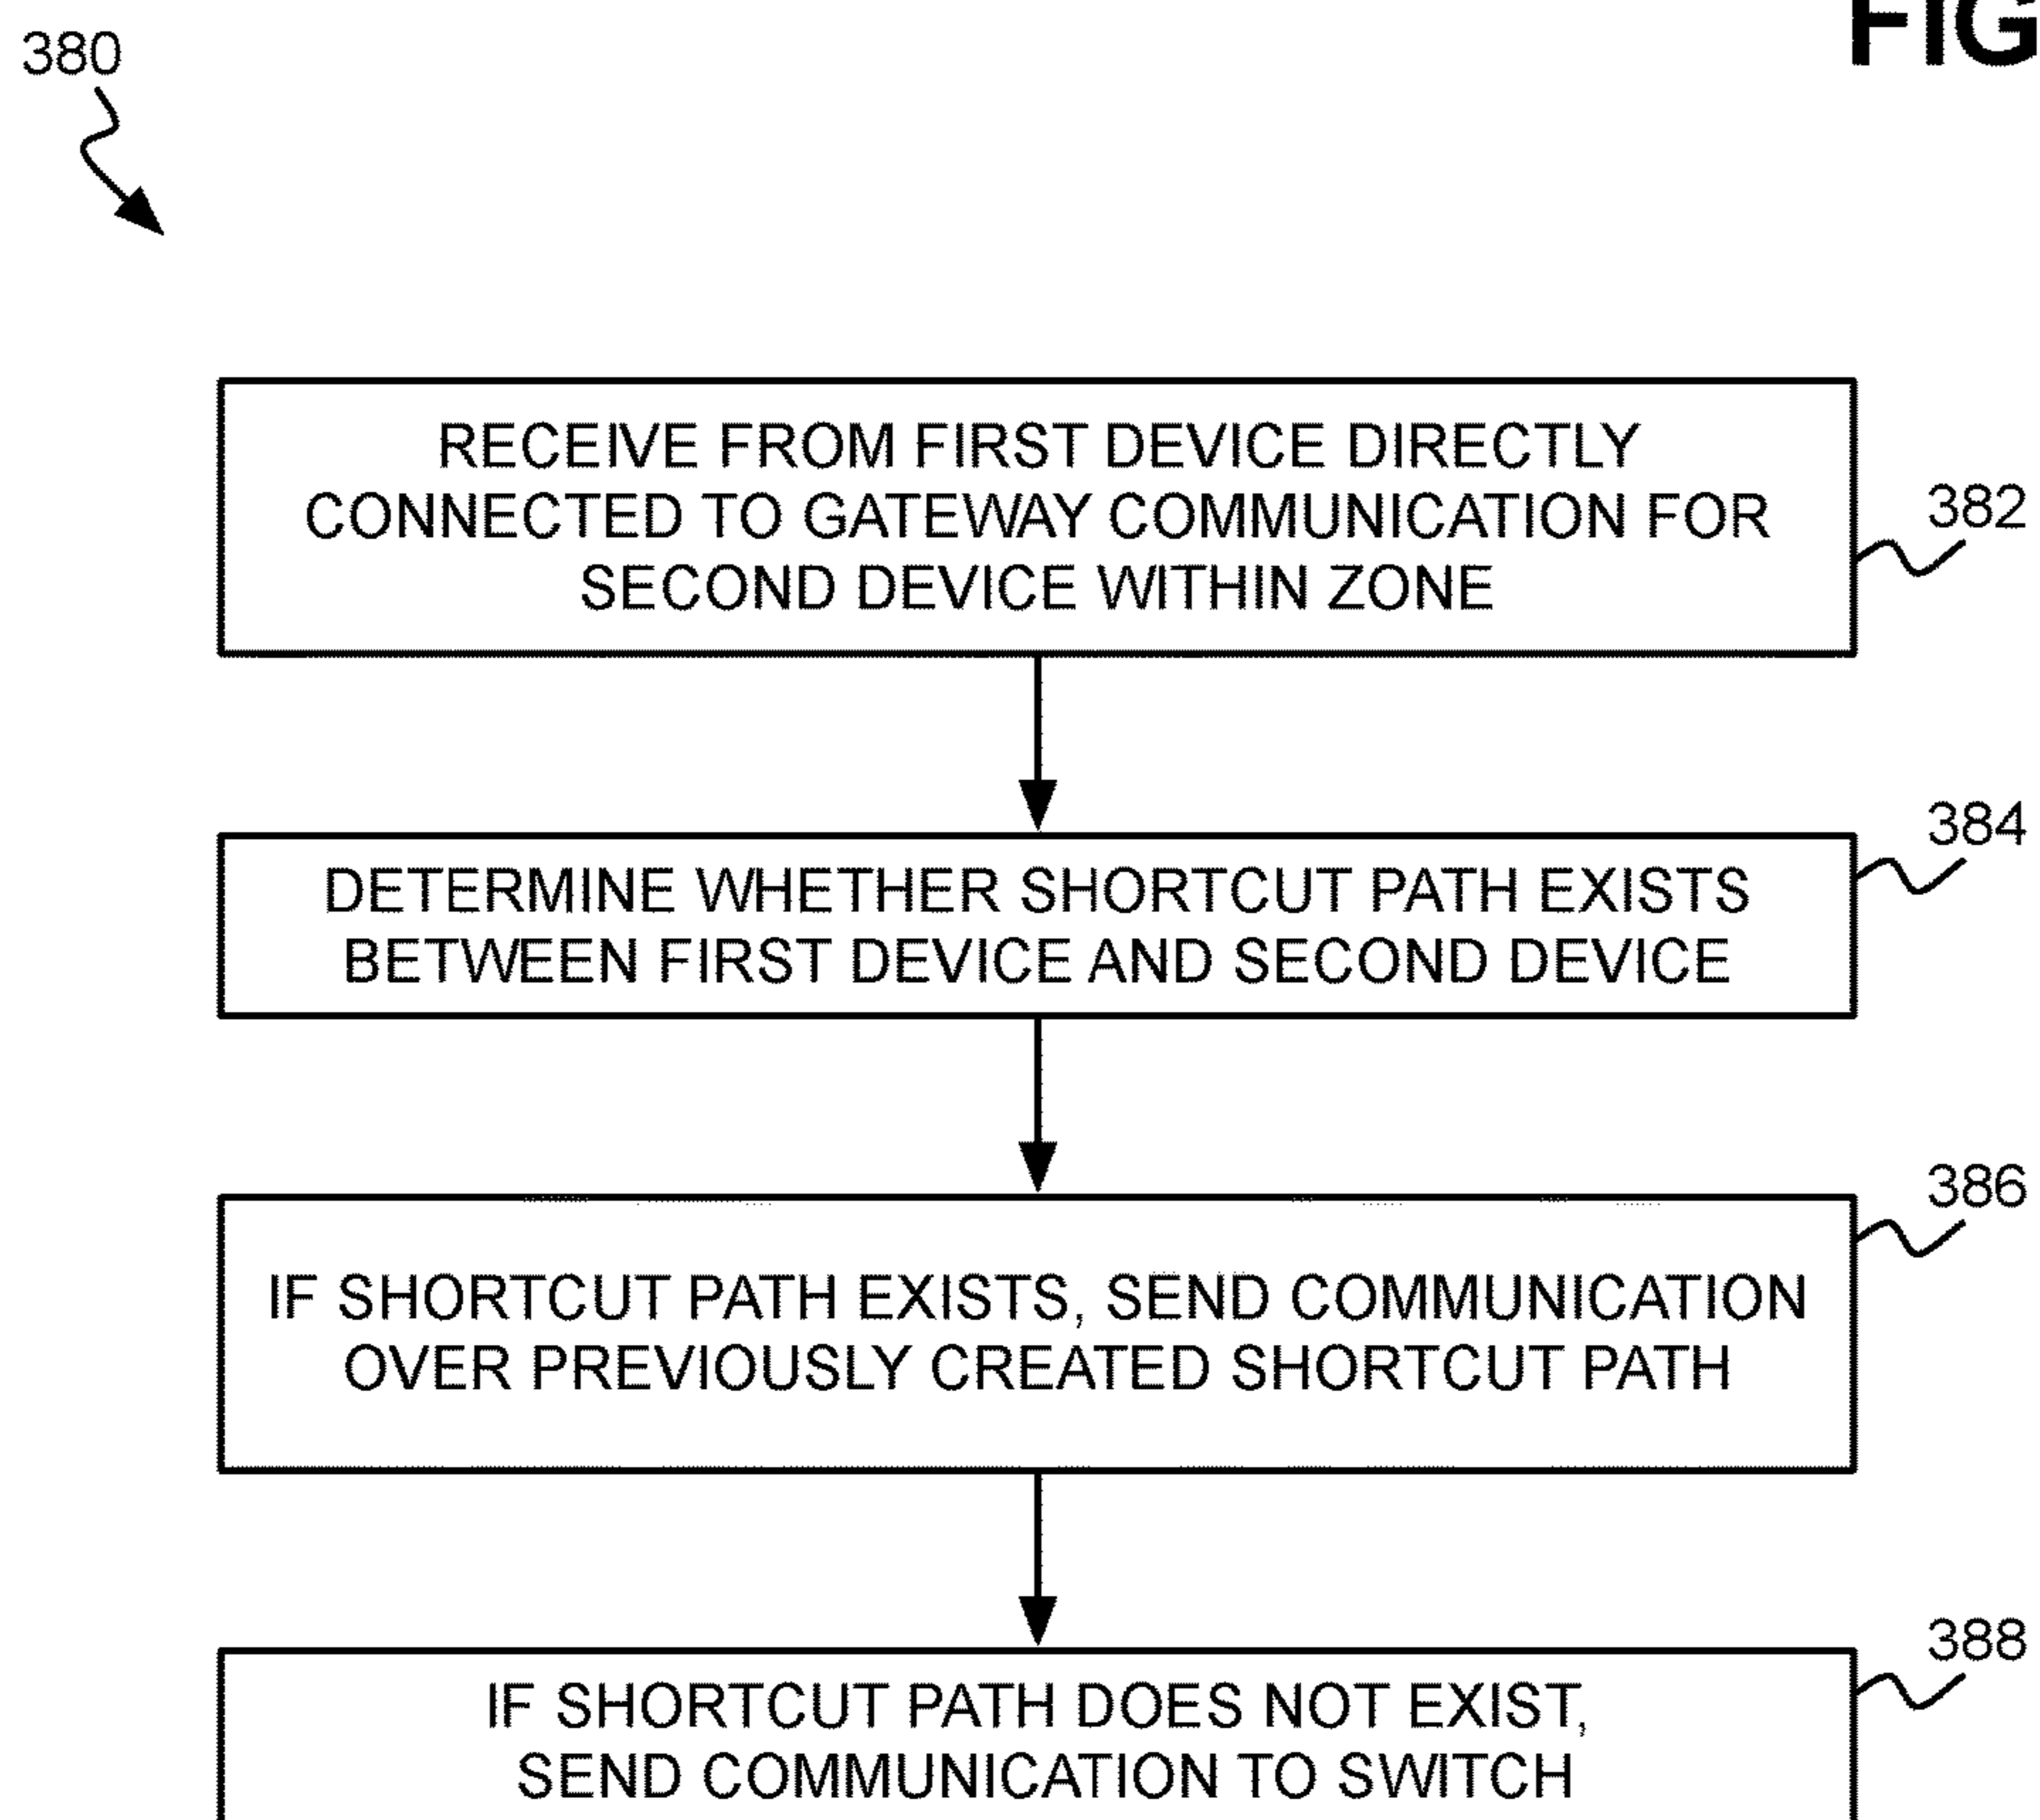 FIG
380
RECEIVE FROM FIRST DEVICE DIRECTLY
CONNECTED TO GATEWAY COMMUNICATION FOR
SECOND DEVICE WITHIN ZONE
382
384
DETERMINE WHETHER SHORTCUT PATH EXISTS
BETWEEN FIRST DEVICE AND SECOND DEVICE
386
IF SHORTCUT PATH EXISTS, SEND COMMUNICATION
OVER PREVIOUSLY CREATED SHORTCUT PATH
388
IF SHORTCUT PATH DOES NOT EXIST,
SEND COMMUNICATION TO SWITCH